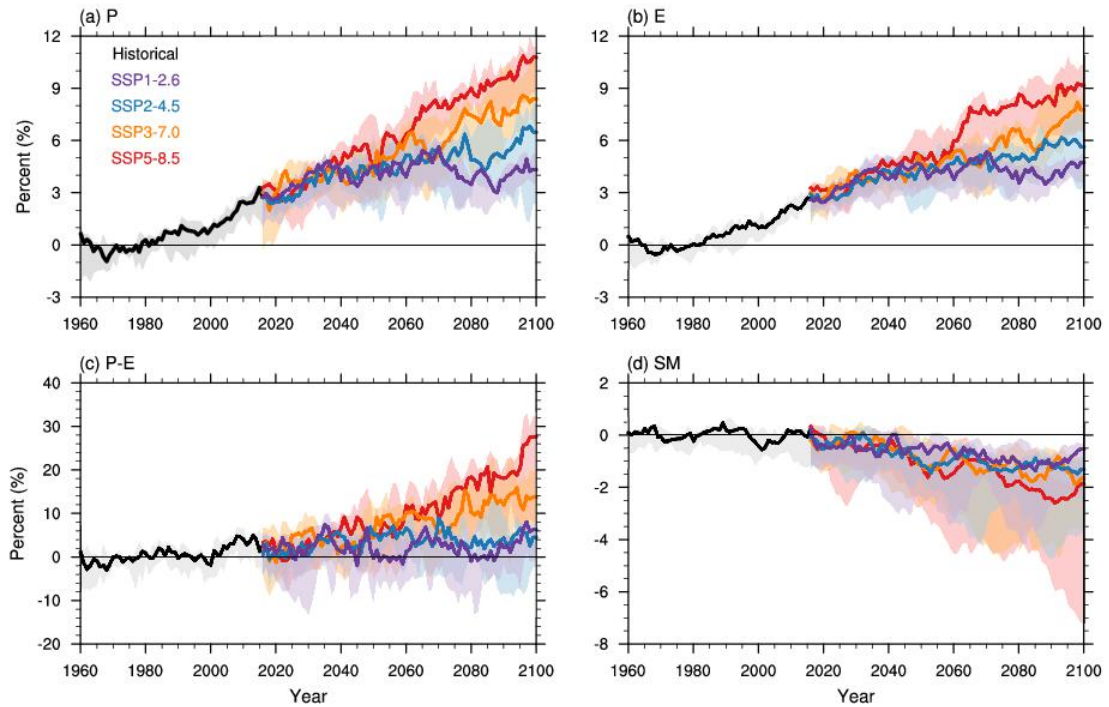 (a) P
12
9
6
3
0
-3
Percent (%)
Historical
SSP1-2.6
SSP2-4.5
SSP3-7.0
SSP5-8.5
1960 1980 2000 2020 2040 2060 2080 2100
(b) E
12
9
6
3
0
-3
1960 1980 2000 2020 2040 2060 2080 2100
(c) P-E
40
30
20
10
0
-10
-20
Percent (%)
1960 1980 2000 2020 2040 2060 2080 2100
Year
(d) SM
2
0
-2
-4
-6
-8
1960 1980 2000 2020 2040 2060 2080 2100
Year